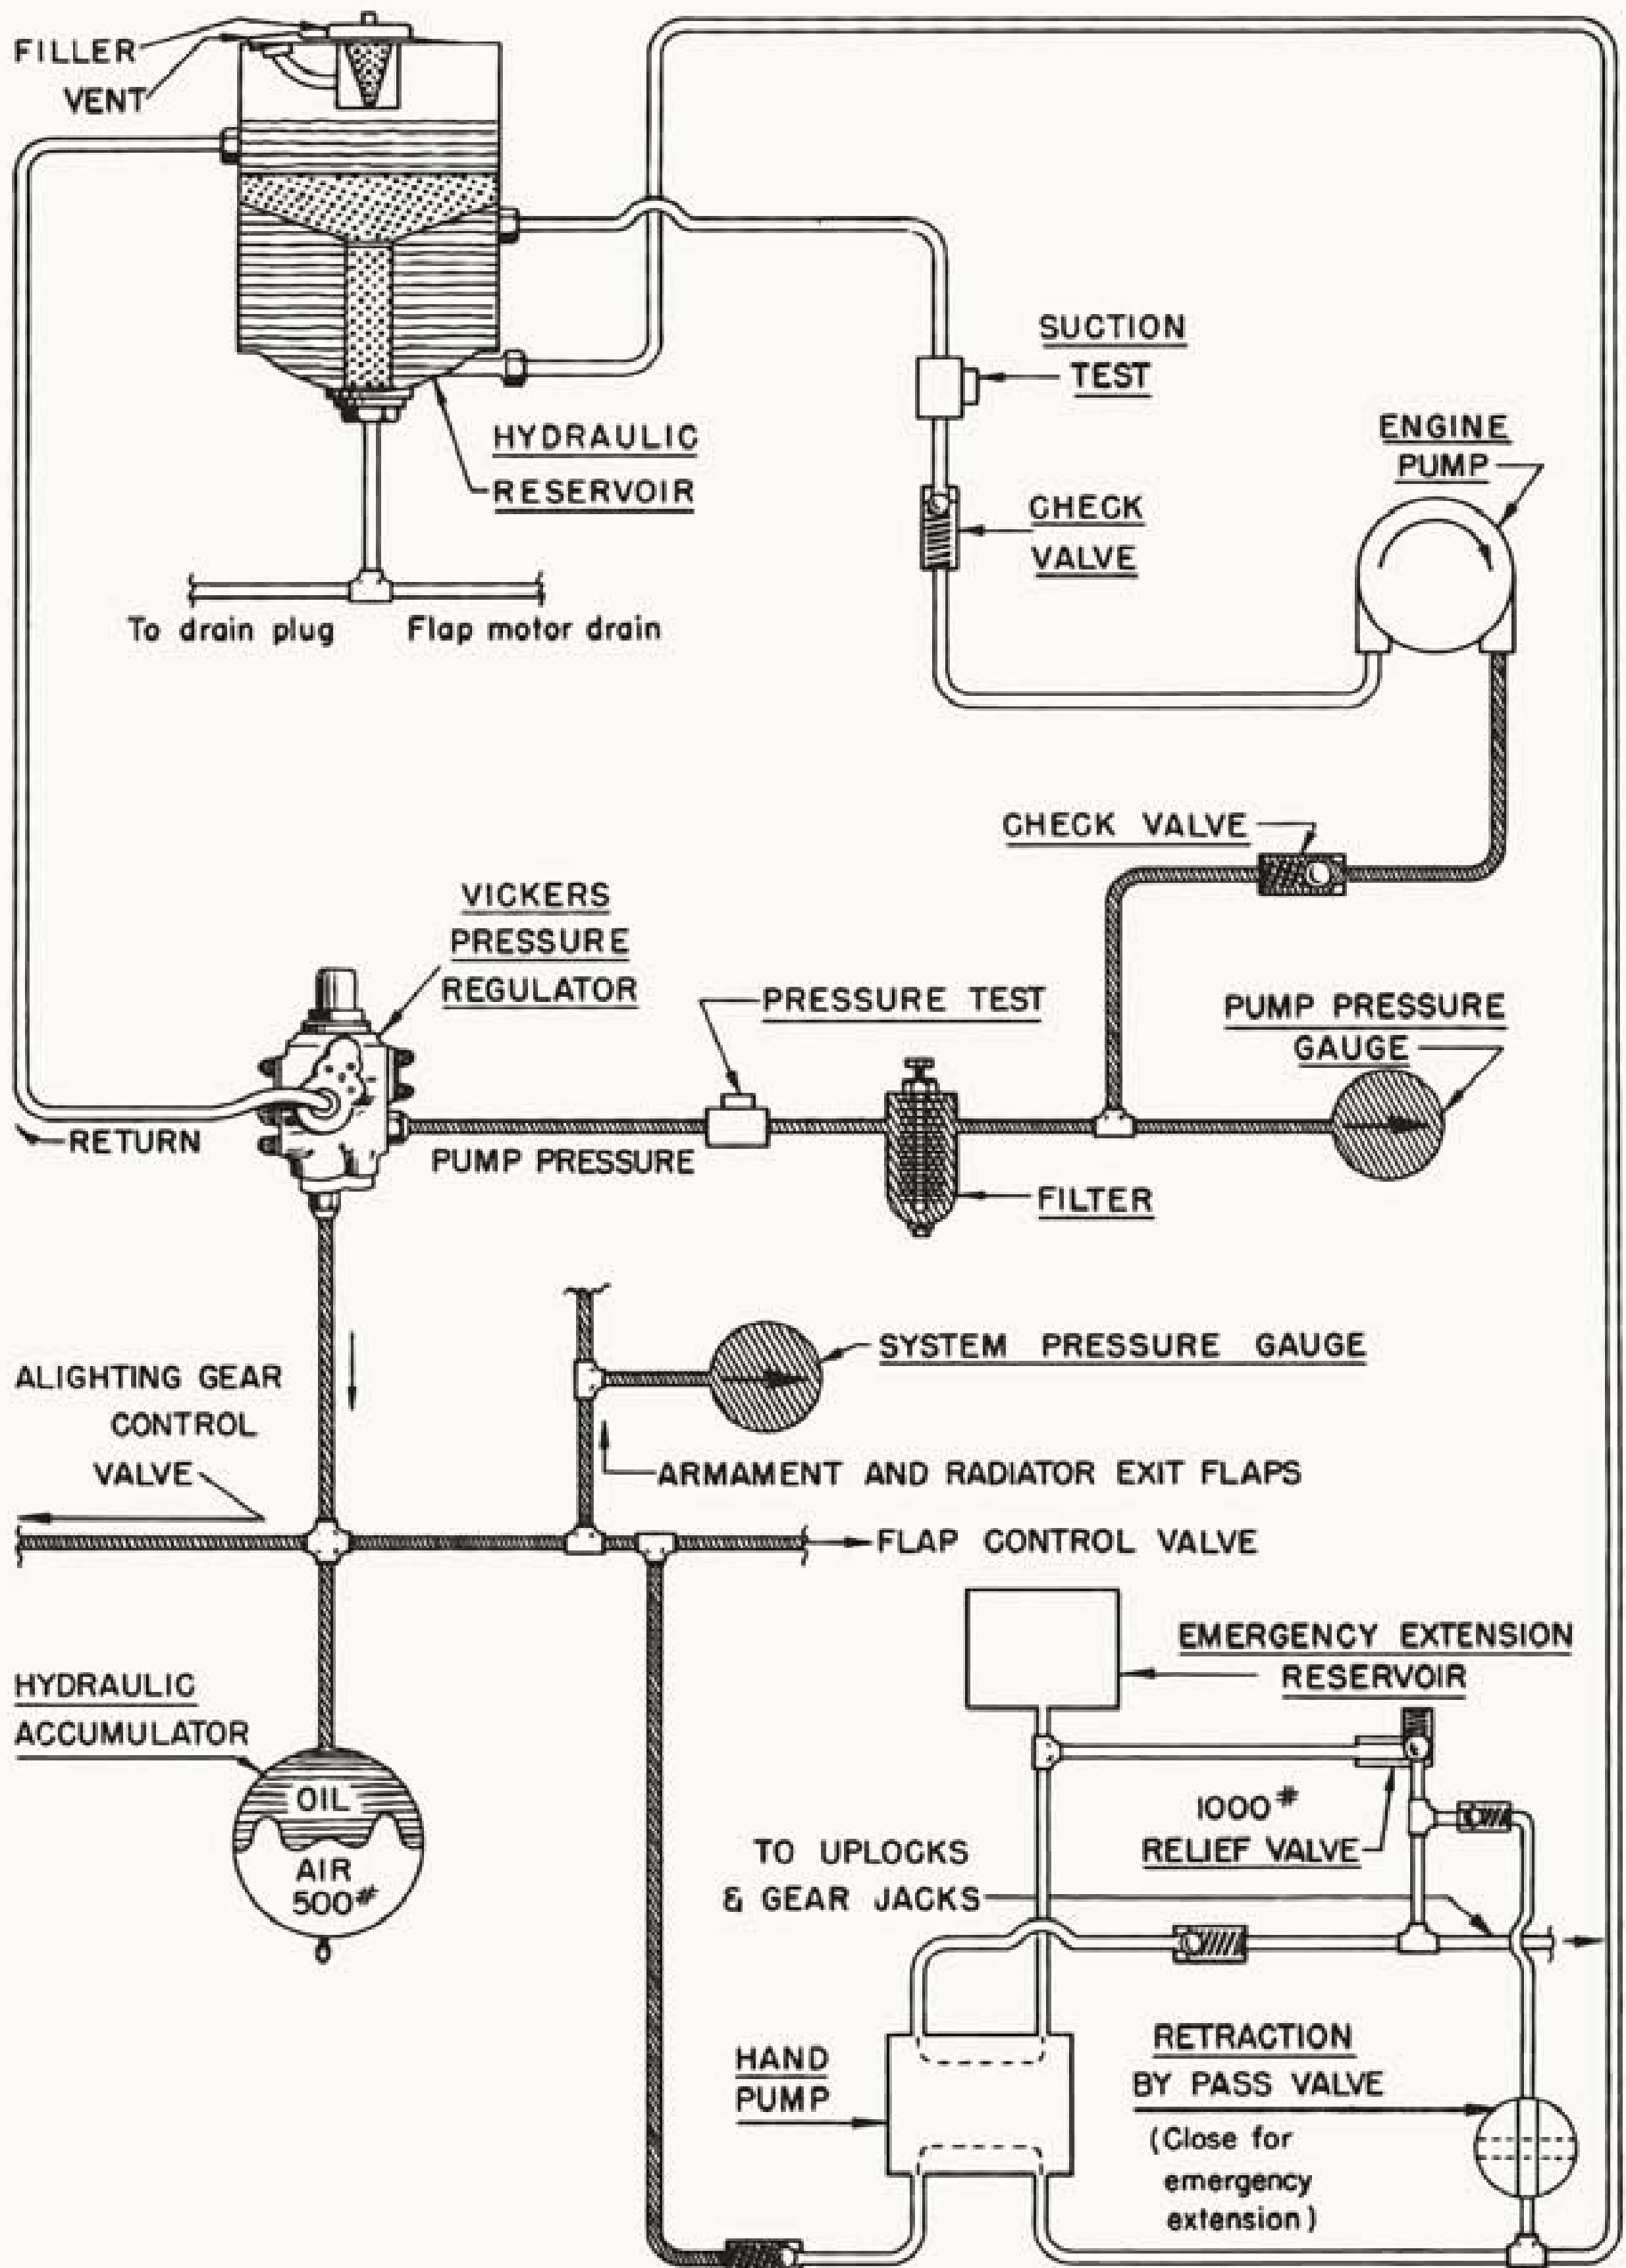 FILLER
VENT
SUCTION
TEST
ENGINE
PUMP
HYDRAULIC
RESERVOIR
CHECK
VALVE
To drain plug
Flap motor drain
CHECK VALVE
VICKERS
PRESSURE
REGULATOR
PRESSURE TEST
PUMP PRESSURE
GAUGE
RETURN
PUMP PRESSURE
FILTER
SYSTEM PRESSURE GAUGE
ALIGHTING GEAR
CONTROL
VALVE
ARMAMENT AND RADIATOR EXIT FLAPS
FLAP CONTROL VALVE
EMERGENCY EXTENSION
RESERVOIR
HYDRAULIC
ACCUMULATOR
OIL
AIR
500#
1000#
RELIEF VALVE
TO UPLOCKS
& GEAR JACKS
HAND
PUMP
RETRACTION
BY PASS VALVE
(Close for
emergency
extension)